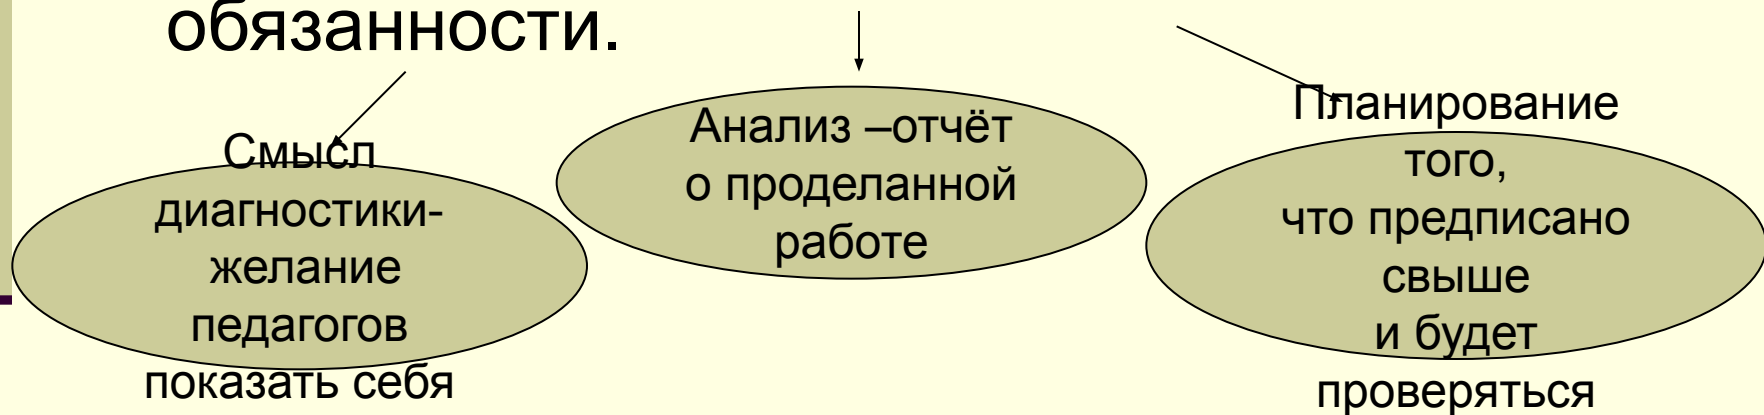 обязанности.
Смысл
диагностики-
желание
педагогов
показать себя
Анализ –отчёт
о проделанной
работе
Планирование
того,
что предписано
свыше
и будет
проверяться